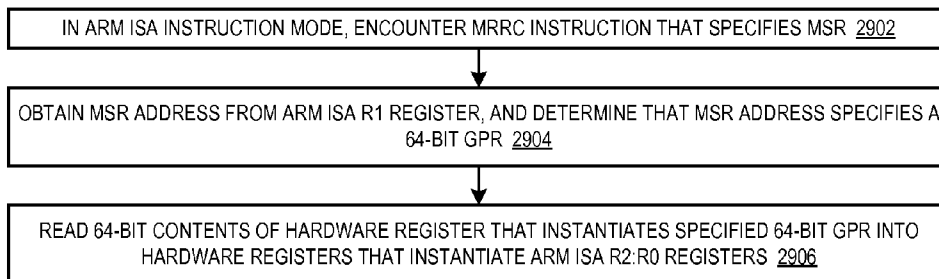 IN ARM ISA INSTRUCTION MODE, ENCOUNTER MRRC INSTRUCTION THAT SPECIFIES MSR 2902
OBTAIN MSR ADDRESS FROM ARM ISA R1 REGISTER, AND DETERMINE THAT MSR ADDRESS SPECIFIES A
64-BIT GPR 2904
READ 64-BIT CONTENTS OF HARDWARE REGISTER THAT INSTANTIATES SPECIFIED 64-BIT GPR INTO
HARDWARE REGISTERS THAT INSTANTIATE ARM ISA R2:R0 REGISTERS 2906